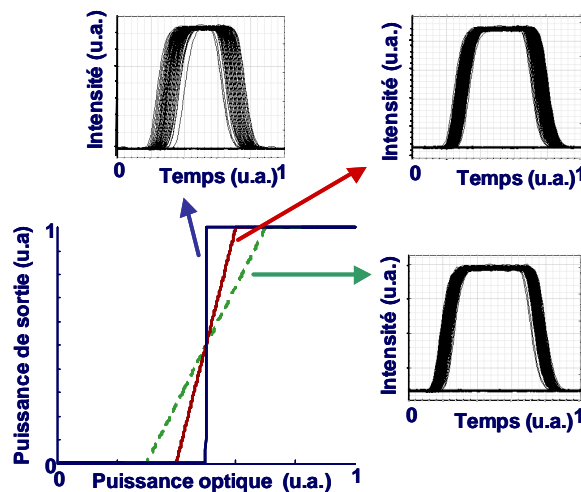 Intensité (u.a.)
0
Temps (u.a.)
1
Intensité (u.a.)
0
Temps (u.a.)
1
Puissance de sortie (u.a)
1
0
0
Puissance optique (u.a.)
1
Intensité (u.a.)
0
Temps (u.a.)
1